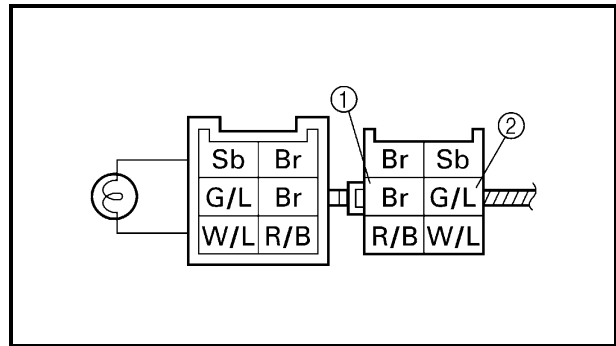 ① ②
Sb Br Br Sb
G/L Br Br G/L
W/L R/B R/B W/L